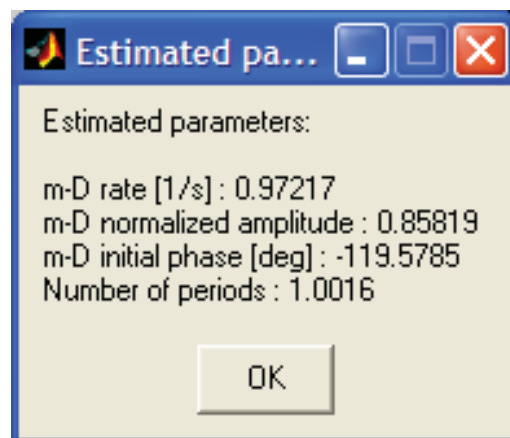 Estimated pa...
Estimated parameters:
m-D rate [1/s] : 0.97217
m-D normalized amplitude : 0.85819
m-D initial phase [deg] : -119.5785
Number of periods : 1.0016
OK